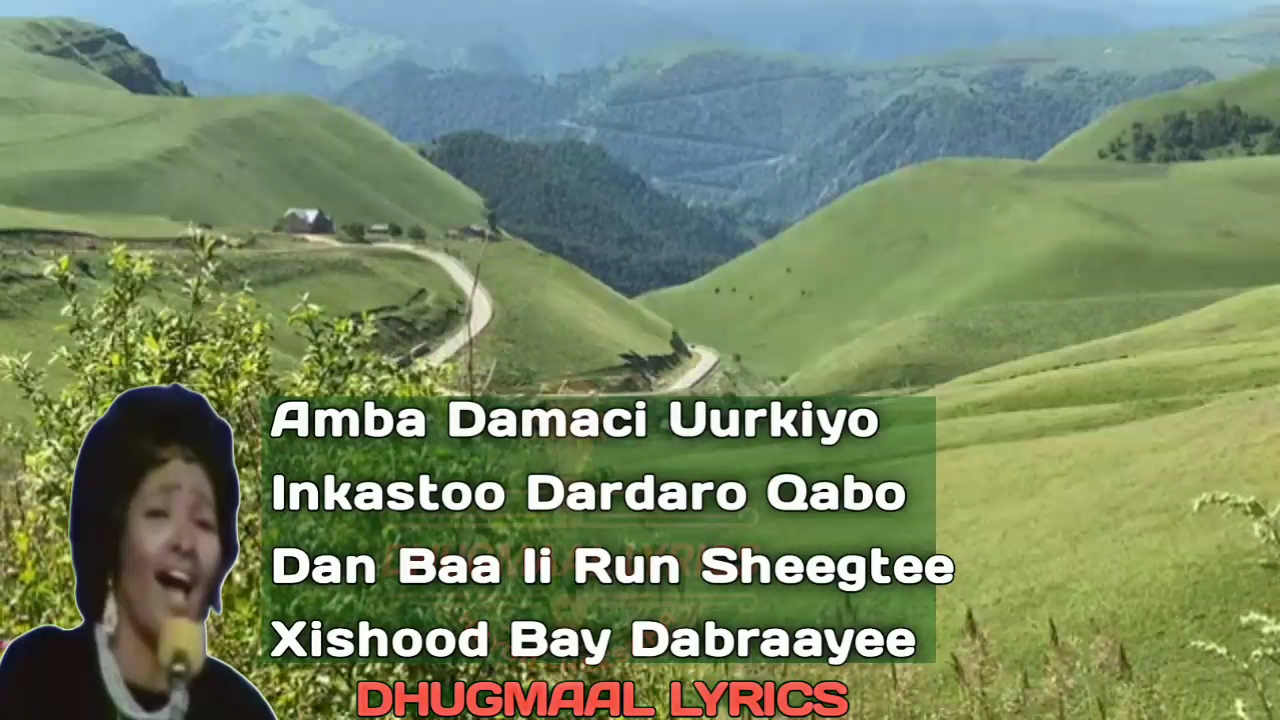 Amba Damaci Uurkiyo
Inkastoo Dardaro Qabo
Dan Baa Ii Run Sheegtee
Xishood Bay Dabraayee
DHUGMAAL LYRICS